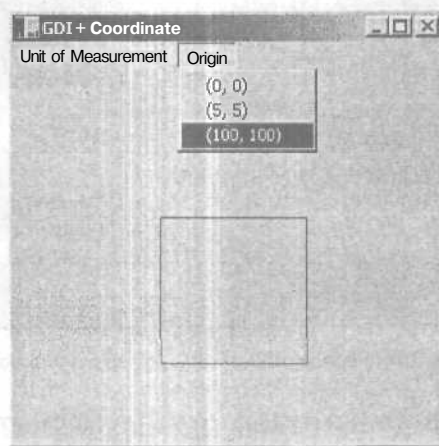 GDI+ Coordinate
Unit of Measurement Origin
(0, 0)
(5, 5)
(100, 100)